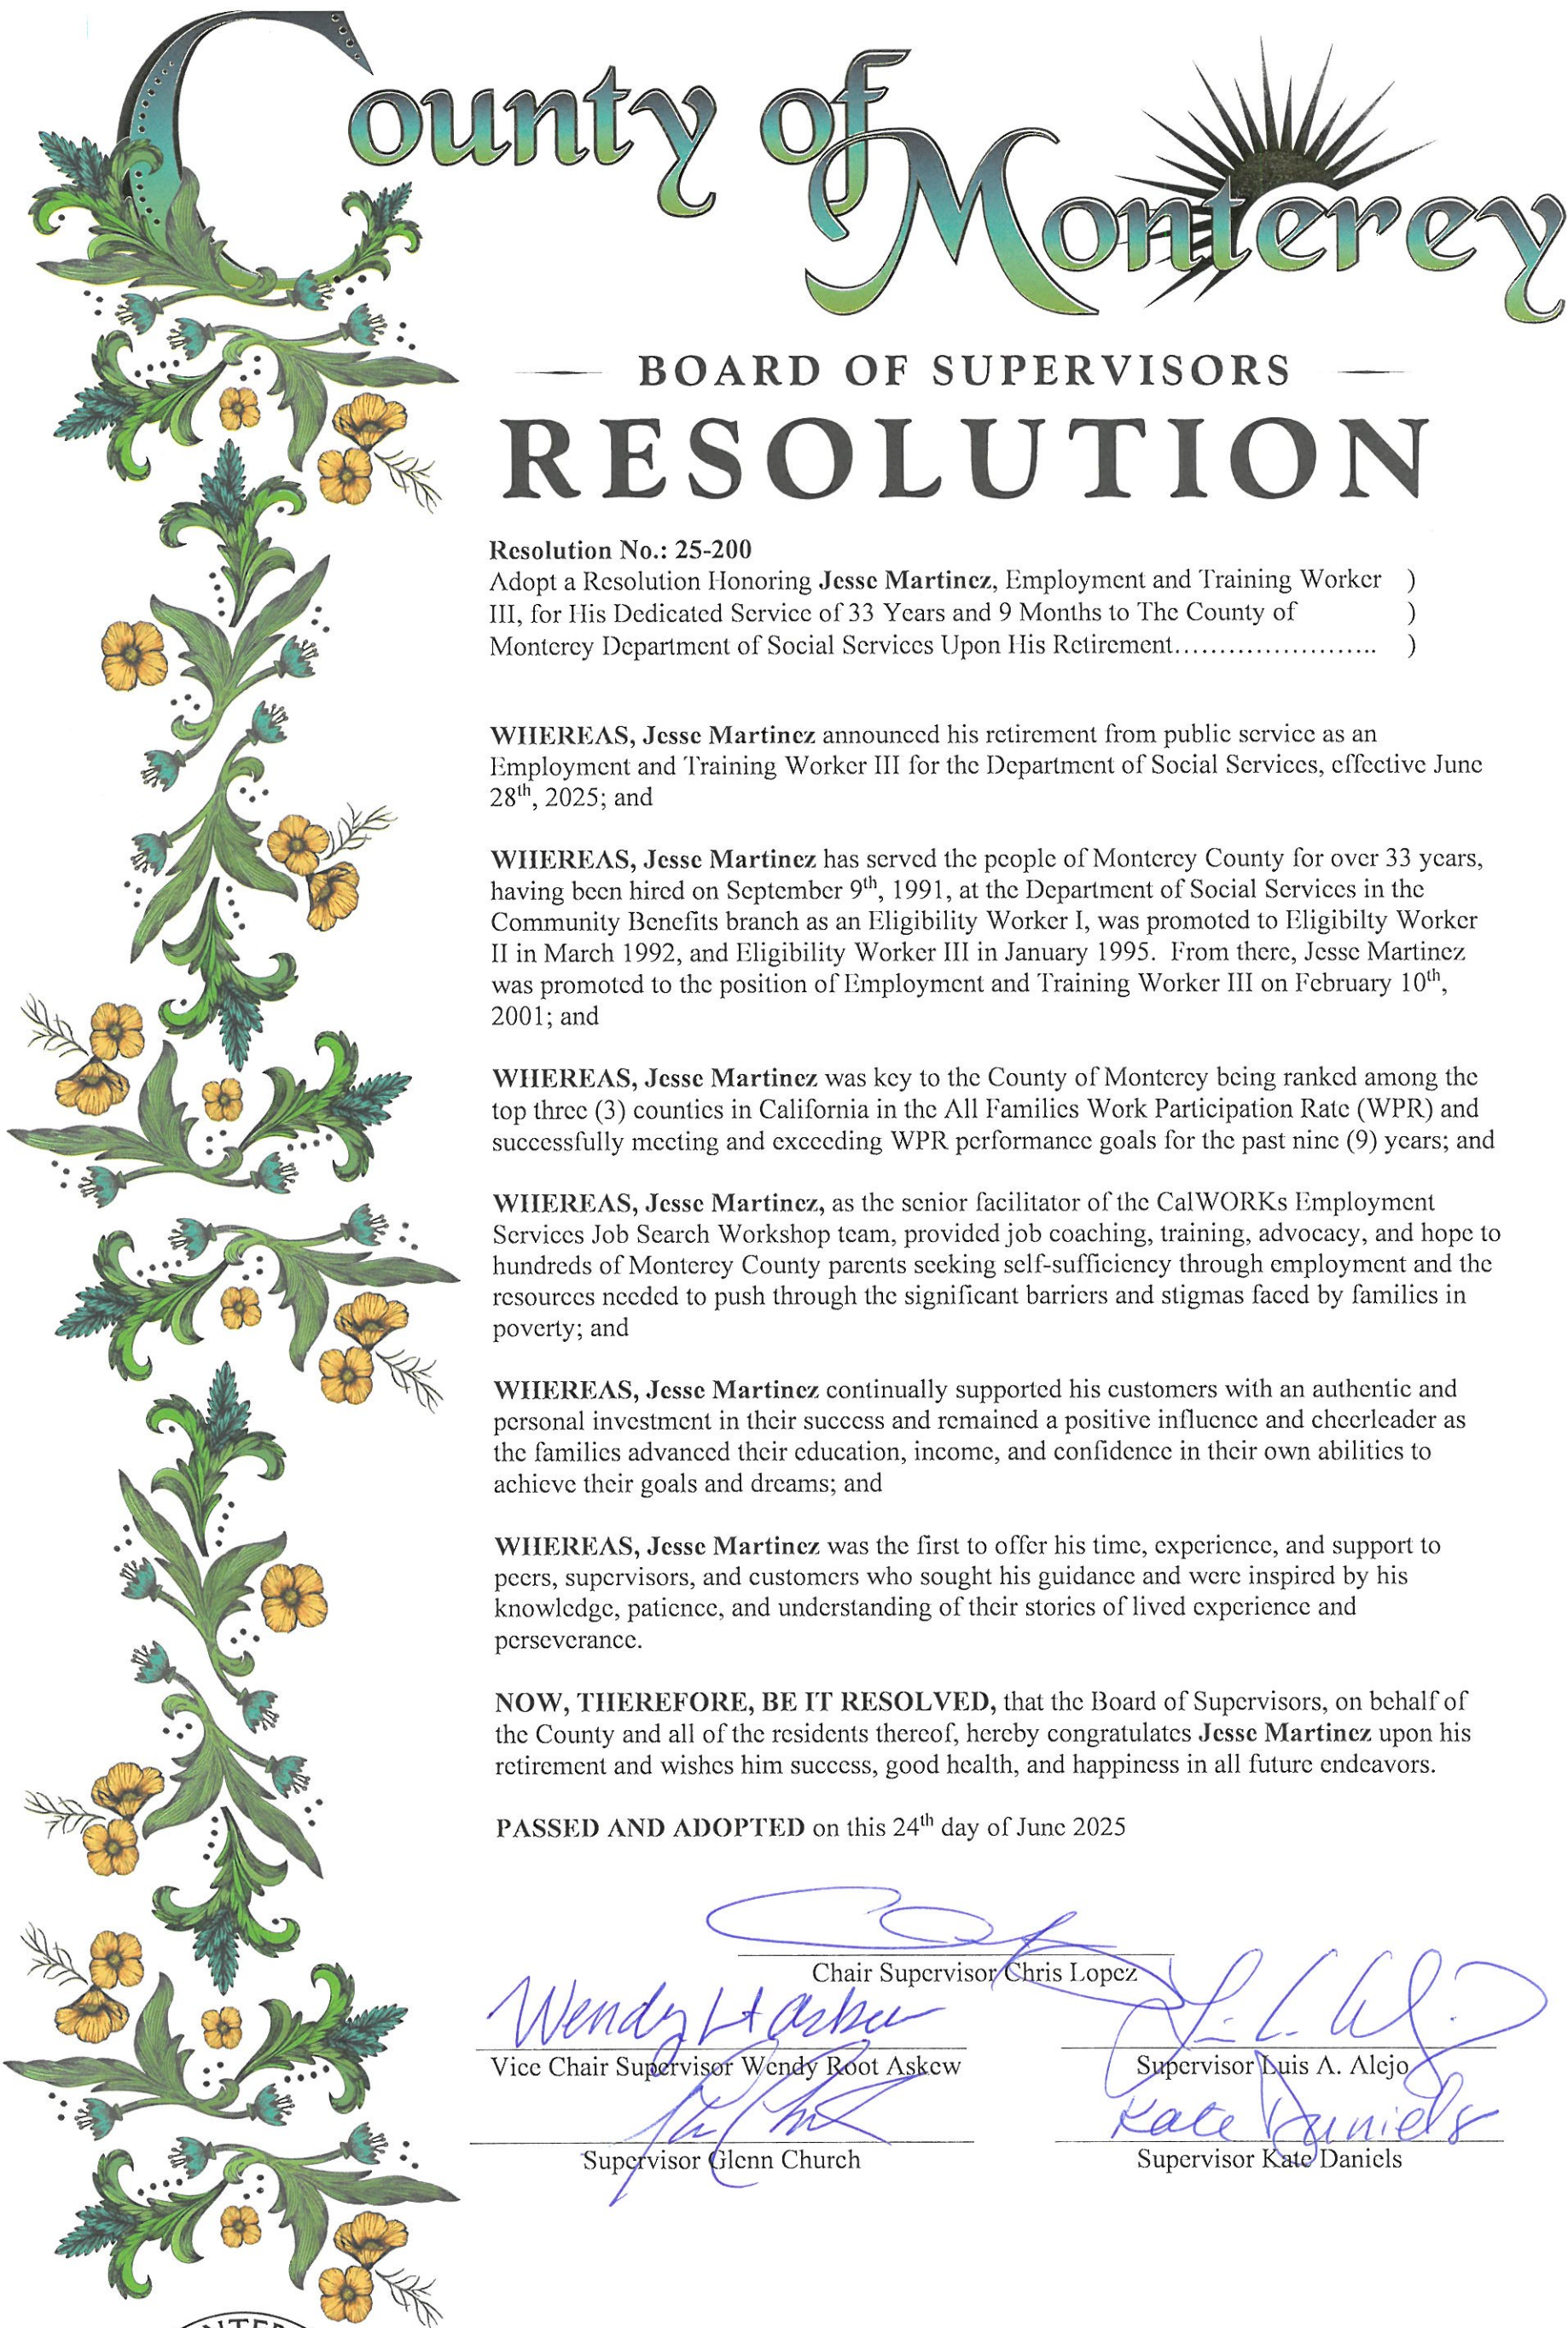 County of Monterey
BOARD OF SUPERVISORS
RESOLUTION
Resolution No.: 25-200
Adopt a Resolution Honoring Jesse Martinez, Employment and Training Worker )
III, for His Dedicated Service of 33 Years and 9 Months to The County of )
Monterey Department of Social Services Upon His Retirement....................... )
WHEREAS, Jesse Martinez announced his retirement from public service as an
Employment and Training Worker III for the Department of Social Services, effective June
28th, 2025; and
WHEREAS, Jesse Martinez has served the people of Monterey County for over 33 years,
having been hired on September 9th, 1991, at the Department of Social Services in the
Community Benefits branch as an Eligibility Worker I, was promoted to Eligibilty Worker
II in March 1992, and Eligibility Worker III in January 1995. From there, Jesse Martinez
was promoted to the position of Employment and Training Worker III on February 10th,
2001; and
WHEREAS, Jesse Martinez was key to the County of Monterey being ranked among the
top three (3) counties in California in the All Families Work Participation Rate (WPR) and
successfully meeting and exceeding WPR performance goals for the past nine (9) years; and
WHEREAS, Jesse Martinez, as the senior facilitator of the CalWORKs Employment
Services Job Search Workshop team, provided job coaching, training, advocacy, and hope to
hundreds of Monterey County parents seeking self-sufficiency through employment and the
resources needed to push through the significant barriers and stigmas faced by families in
poverty; and
WHEREAS, Jesse Martinez continually supported his customers with an authentic and
personal investment in their success and remained a positive influence and cheerleader as
the families advanced their education, income, and confidence in their own abilities to
achieve their goals and dreams; and
WHEREAS, Jesse Martinez was the first to offer his time, experience, and support to
peers, supervisors, and customers who sought his guidance and were inspired by his
knowledge, patience, and understanding of their stories of lived experience and
perseverance.
NOW, THEREFORE, BE IT RESOLVED, that the Board of Supervisors, on behalf of
the County and all of the residents thereof, hereby congratulates Jesse Martinez upon his
retirement and wishes him success, good health, and happiness in all future endeavors.
PASSED AND ADOPTED on this 24th day of June 2025
Chair Supervisor Chris Lopez
Wendy Askew
Vice Chair Supervisor Wendy Root Askew
Supervisor Luis A. Alejo
Kate Daniels
Supervisor Glenn Church
Supervisor Kate Daniels